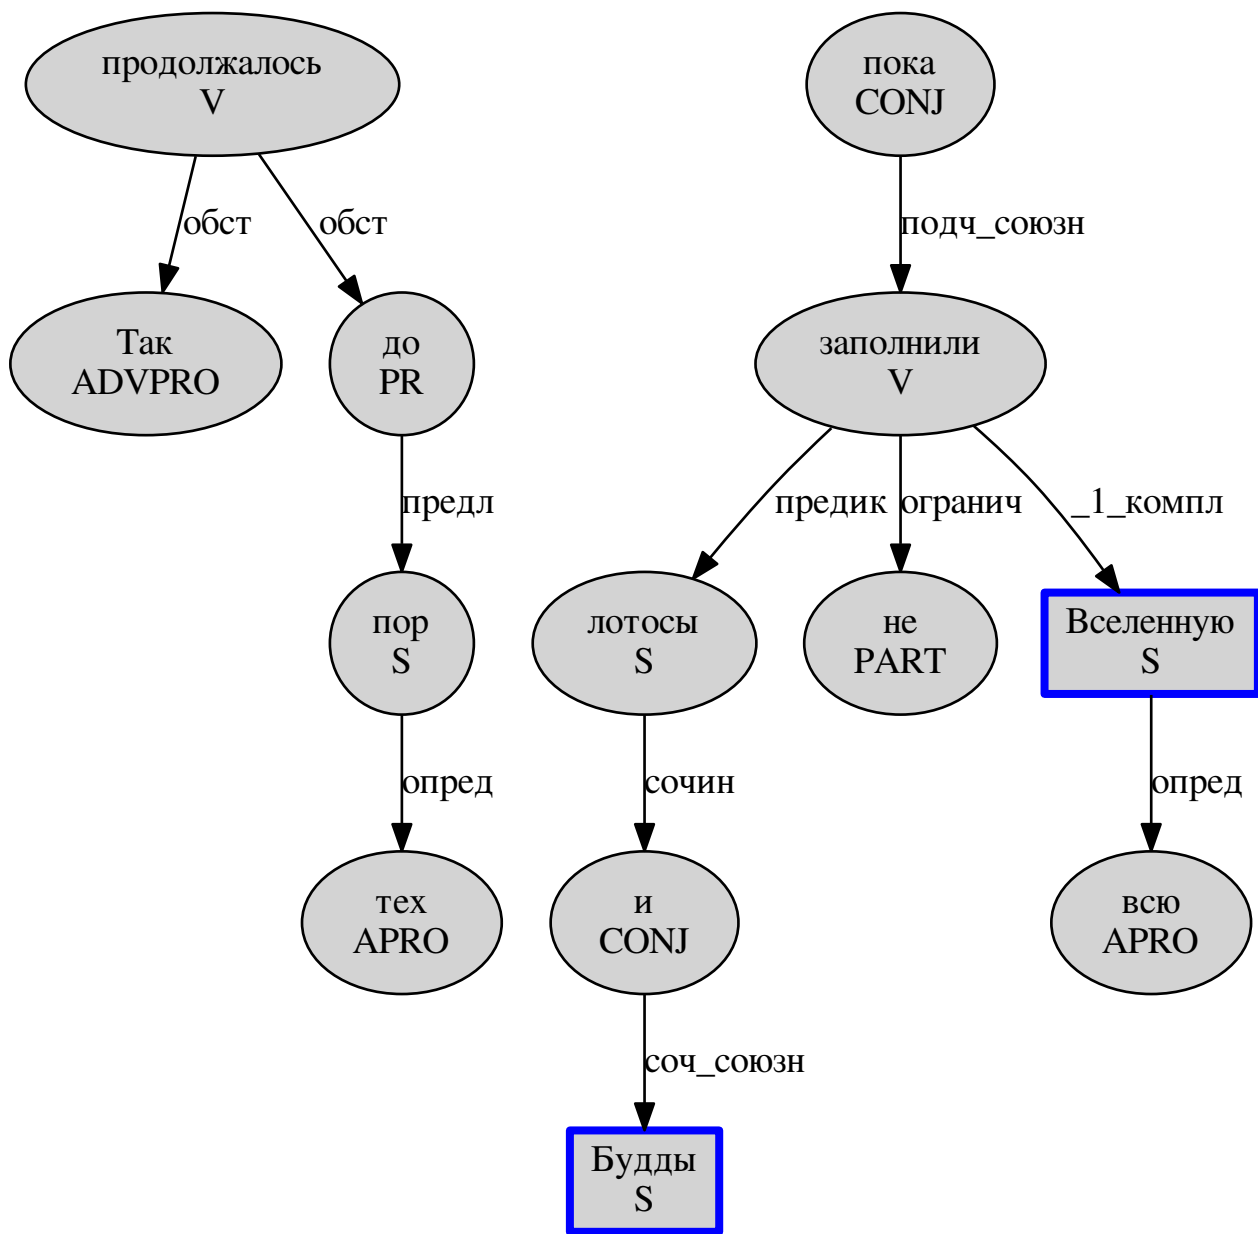 продолжалось
V
пока
CONJ
обст
обст
подч_союзн
Так
ADVPRO
до
PR
заполнили
V
предл
предик
огранич
_1_компл
пор
S
лотосы
S
не
PART
Вселенную
S
опред
сочин
опред
тех
APRO
и
CONJ
всю
APRO
соч_союзн
Будды
S